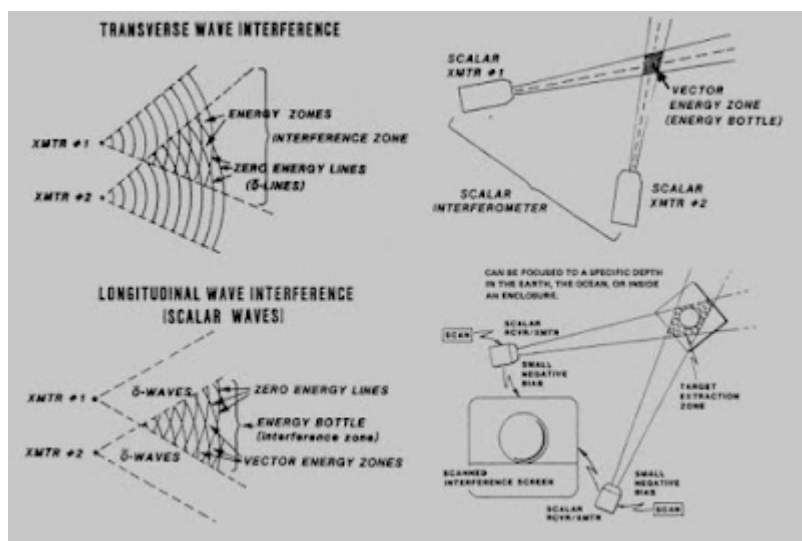 TRANSVERSE WAVE INTERFERENCE
XMTR #1
XMTR #2
ENERGY ZONES
INTERFERENCE
ZONE
ZERO ENERGY LINES
(Ō-LINES)
SCALAR
XMTR #1
VECTOR
ENERGY ZONE
(ENERGY BOTTLE)
SCALAR
INTERFEROMETER
SCALAR
XMTR #2
LONGITUDINAL WAVE INTERFERENCE
(SCALAR WAVES)
XMTR #1
XMTR #2
Ō-WAVES
Ō-WAVES
ZERO ENERGY LINES
ENERGY BOTTLE
(interference zone)
VECTOR ENERGY ZONES
CAN BE FOCUSED TO A SPECIFIC DEPTH
IN THE EARTH, THE OCEAN, OR INSIDE
AN ENCLOSURE.
SCAN
SCALAR
RCVR/XMTR
SMALL
NEGATIVE
BIAS
TARGET
EXTRACTION
ZONE
SCANNED
INTERFERENCE SCREEN
SMALL
NEGATIVE
BIAS
SCALAR
RCVR/XMTR
SCAN